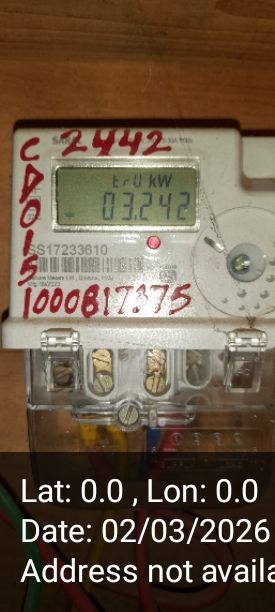 2442
CD015
trU kW
03.242
SS17233610
1000817375
Lat: 0.0 , Lon: 0.0
Date: 02/03/2026
Address not availa